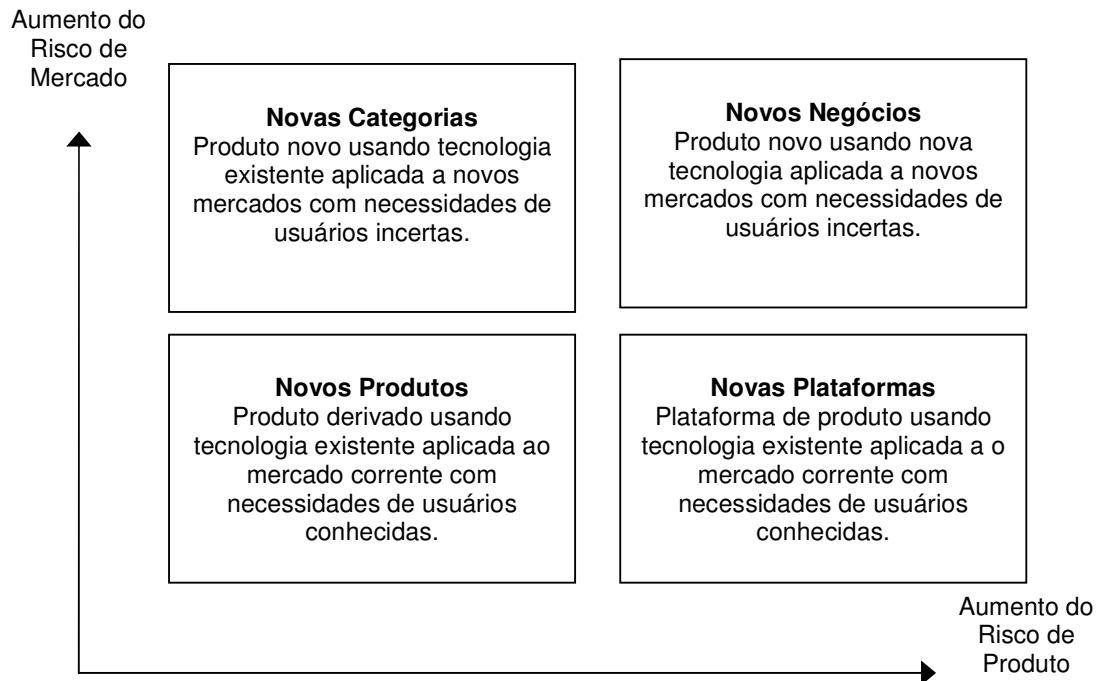 Aumento do
Risco de
Mercado
Novas Categorias
Produto novo usando tecnologia
existente aplicada a novos
mercados com necessidades de
usuários incertas.
Novos Negócios
Produto novo usando nova
tecnologia aplicada a novos
mercados com necessidades de
usuários incertas.
Novos Produtos
Produto derivado usando
tecnologia existente aplicada ao
mercado corrente com
necessidades de usuários
conhecidas.
Novas Plataformas
Plataforma de produto usando
tecnologia existente aplicada a o
mercado corrente com
necessidades de usuários
conhecidas.
Aumento do
Risco de
Produto